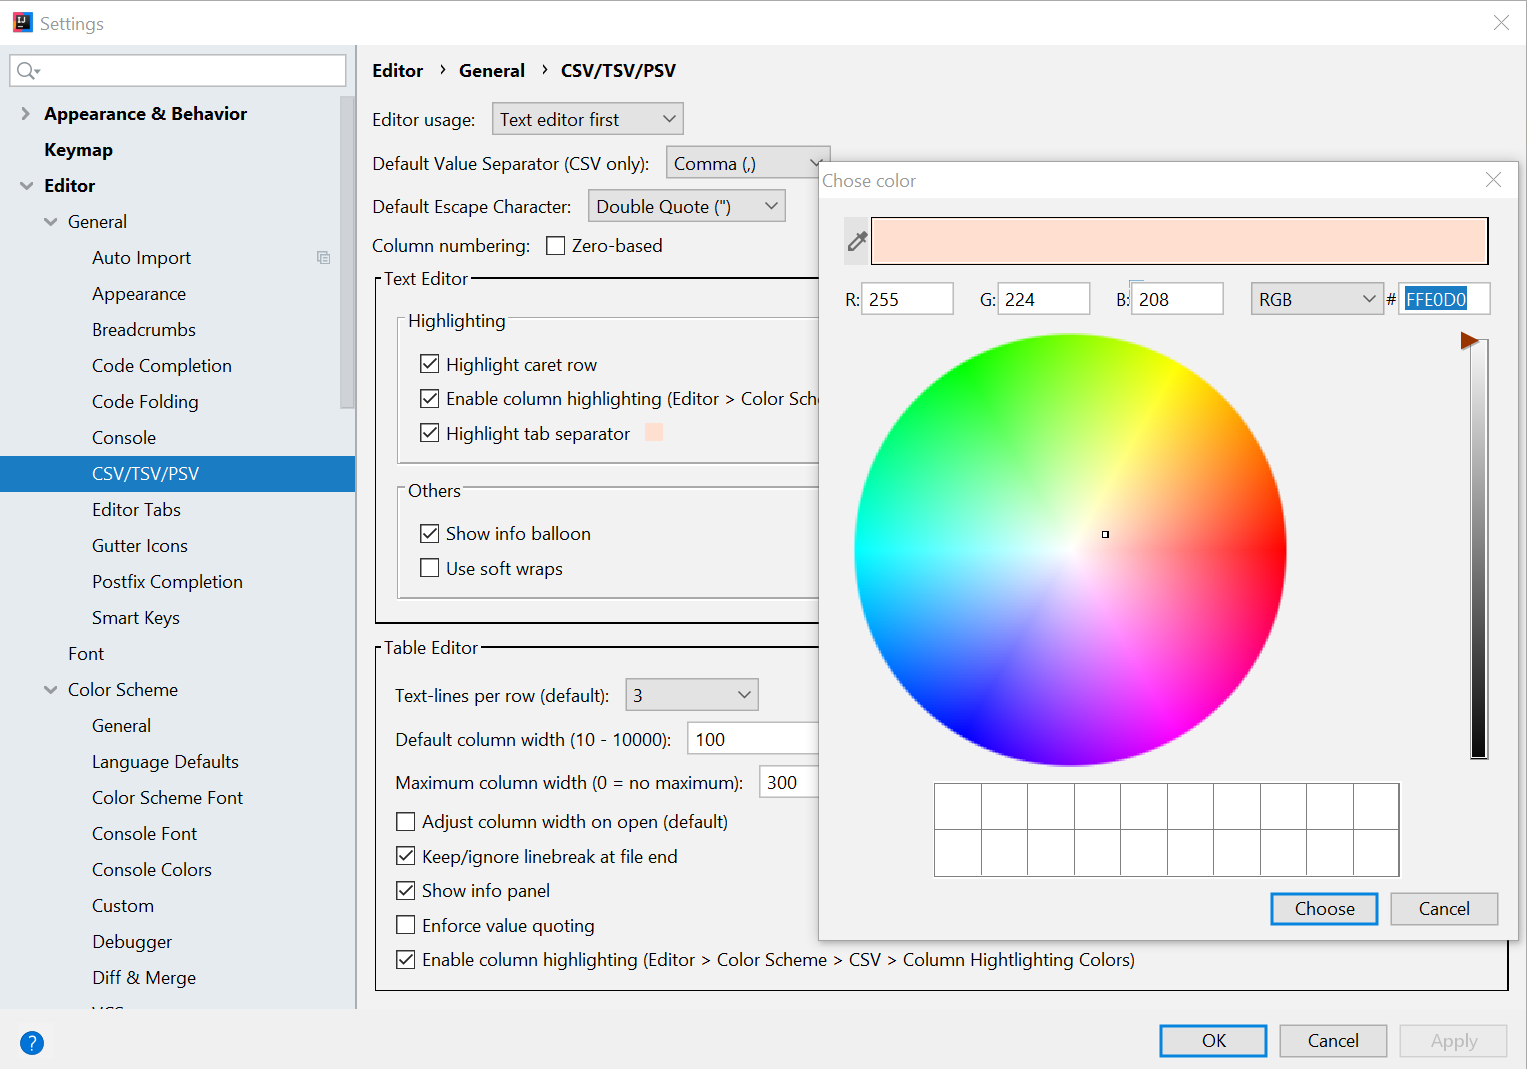 Settings
Appearance & Behavior
Keymap
Editor
General
Auto Import
Appearance
Breadcrumbs
Code Completion
Code Folding
Console
CSV/TSV/PSV
Editor Tabs
Gutter Icons
Postfix Completion
Smart Keys
Font
Color Scheme
General
Language Defaults
Color Scheme Font
Console Font
Console Colors
Custom
Debugger
Diff & Merge
Editor › General › CSV/TSV/PSV
Editor usage: Text editor first
Default Value Separator (CSV only): Comma (,)
Default Escape Character: Double Quote (")
Column numbering: Zero-based
Text Editor
Highlighting
Highlight caret row
Enable column highlighting (Editor > Color Sche
Highlight tab separator
Others
Show info balloon
Use soft wraps
Table Editor
Text-lines per row (default): 3
Default column width (10 - 10000): 100
Maximum column width (0 = no maximum): 300
Adjust column width on open (default)
Keep/ignore linebreak at file end
Show info panel
Enforce value quoting
Enable column highlighting (Editor > Color Scheme > CSV > Column Hightlighting Colors)
Chose color
R: 255 G: 224 B: 208 RGB # FFE0D0
Choose Cancel
? OK Cancel Apply